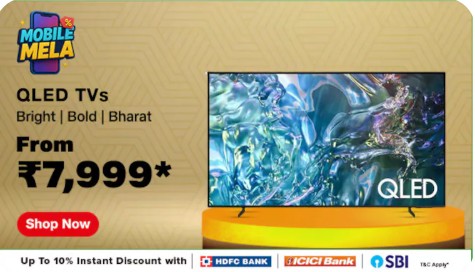 MOBILE
MELA
QLED TVs
Bright | Bold | Bharat
From
₹7,999*
QLED
Shop Now
Up To 10% Instant Discount with | HDFC BANK | ICICI Bank | SBI T&C Apply*